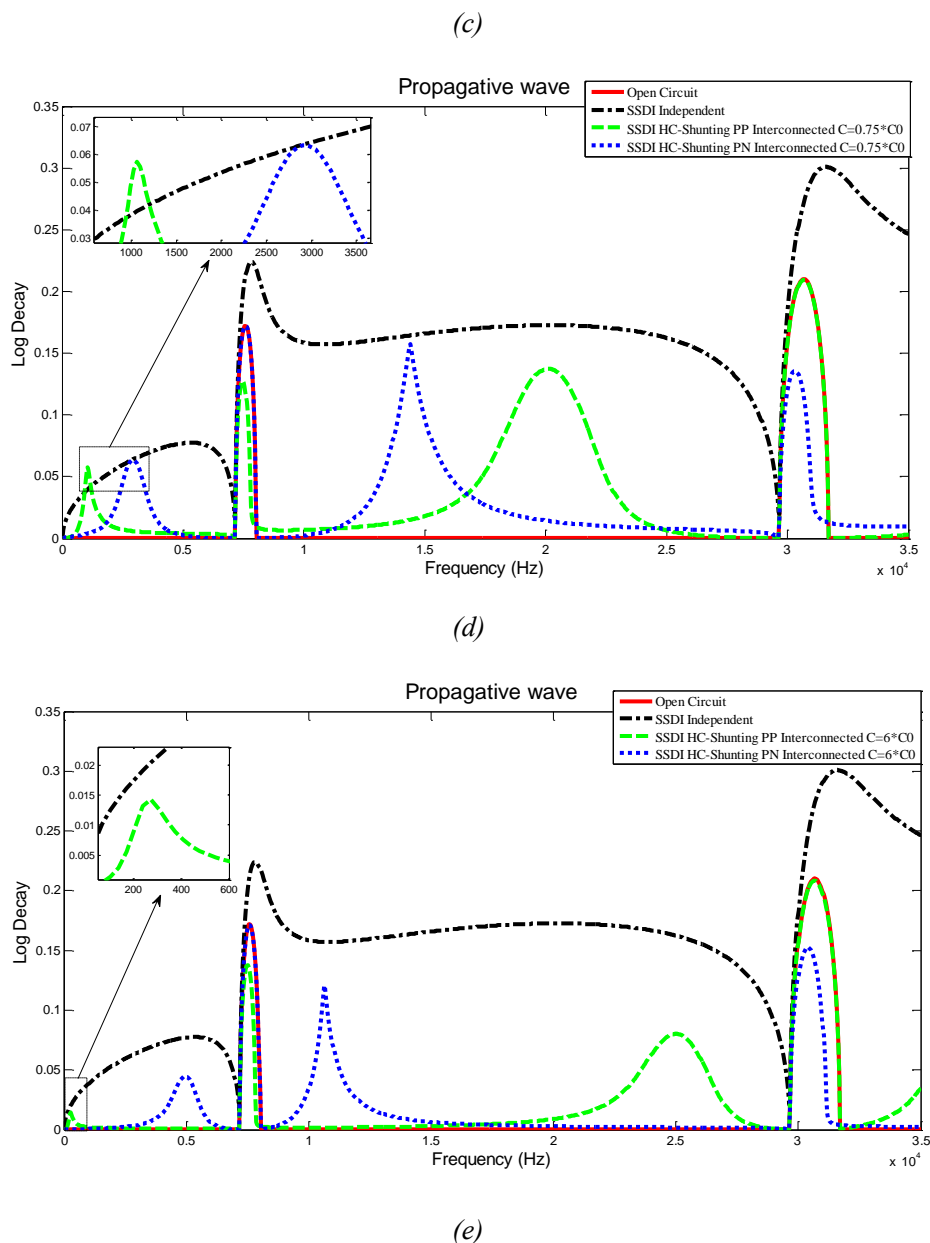 (c)
Propagative wave
Open Circuit
SSDI Independent
SSDI HC-Shunting PP Interconnected C=0.75*C0
SSDI HC-Shunting PN Interconnected C=0.75*C0
0.35
0.3
0.25
0.2
0.15
0.1
0.05
0
Log Decay
0.07
0.06
0.05
0.04
0.03
1000 1500 2000 2500 3000 3500
0 0.5 1 1.5 2 2.5 3 3.5
x 10^4
Frequency (Hz)
(d)
Propagative wave
Open Circuit
SSDI Independent
SSDI HC-Shunting PP Interconnected C=6*C0
SSDI HC-Shunting PN Interconnected C=6*C0
0.35
0.3
0.25
0.2
0.15
0.1
0.05
0
Log Decay
0.02
0.015
0.01
0.005
200 400 600
0 0.5 1 1.5 2 2.5 3 3.5
x 10^4
Frequency (Hz)
(e)